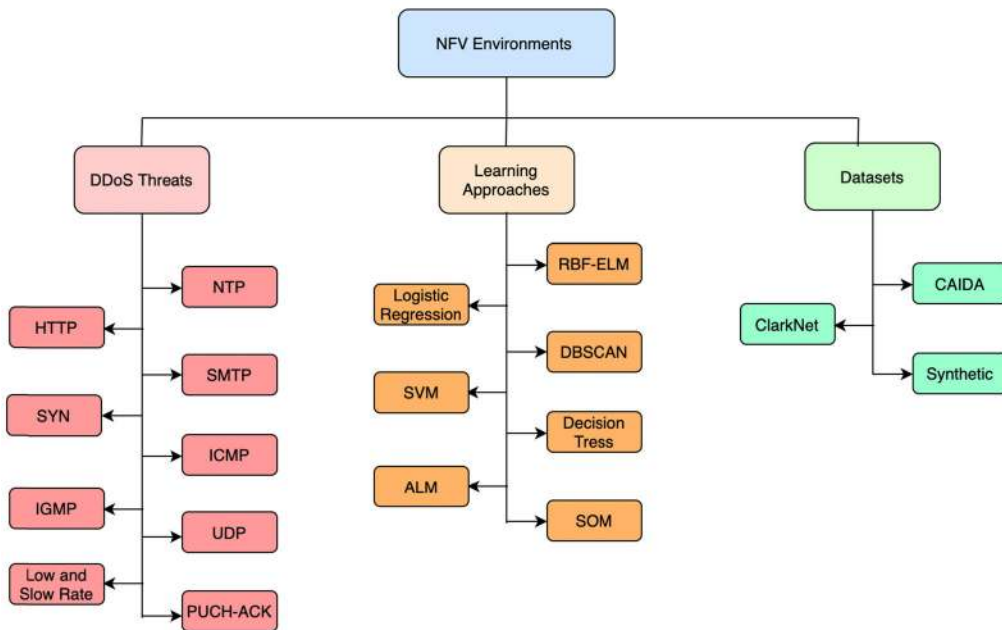 NFV Environments
DDoS Threats
Learning
Approaches
Datasets
NTP
HTTP
SMTP
SYN
ICMP
IGMP
UDP
Low and
Slow Rate
PUCH-ACK
RBF-ELM
Logistic
Regression
DBSCAN
SVM
Decision
Tress
ALM
SOM
CAIDA
ClarkNet
Synthetic